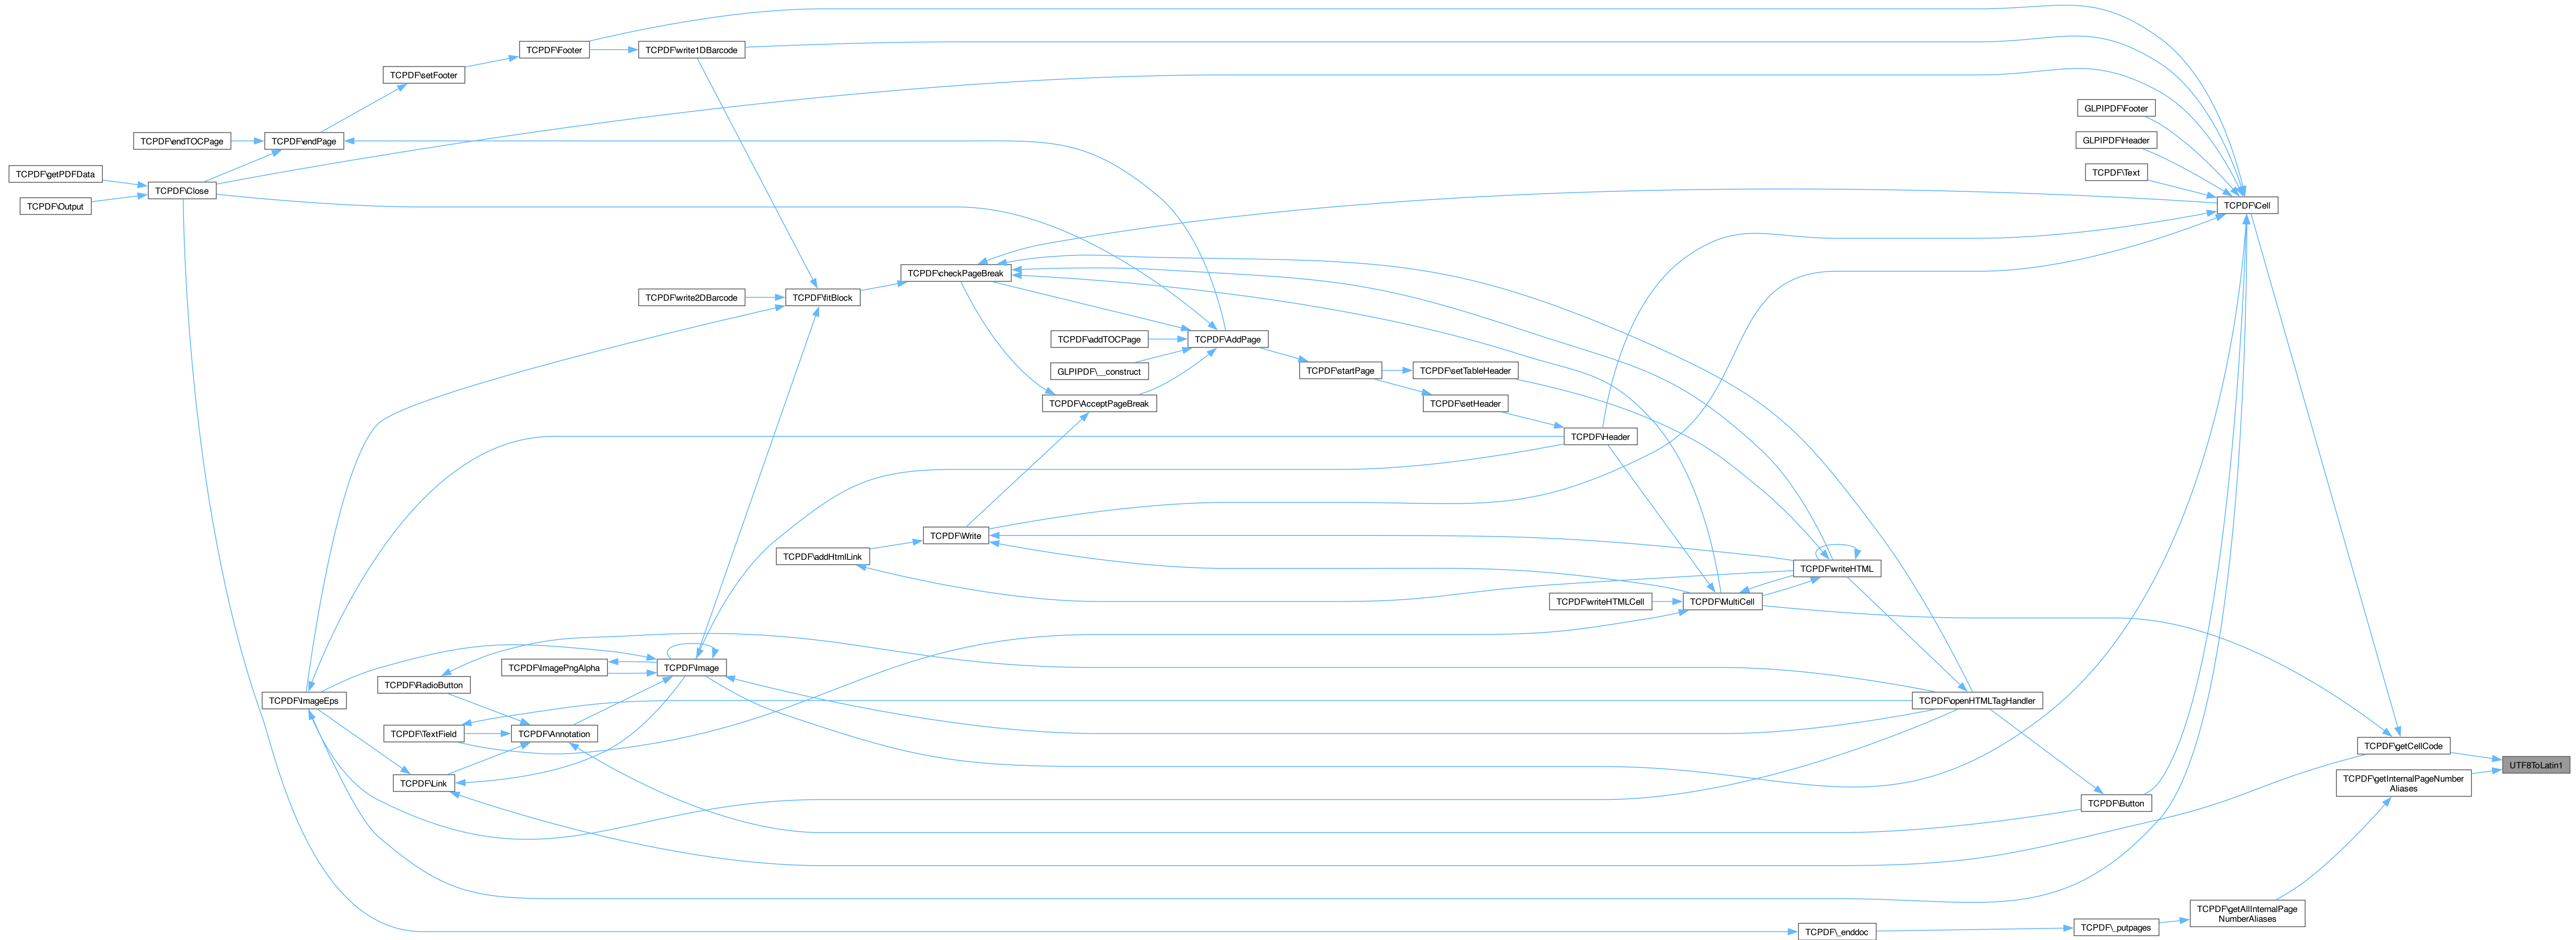 TCPDF\Footer
TCPDF\write1DBarcode
TCPDF\setFooter
GLPIPDF\Footer
TCPDF\endTOCPage
TCPDF\endPage
GLPIPDF\Header
TCPDF\getPDFData
TCPDF\Text
TCPDF\Close
TCPDF\Output
TCPDF\Cell
TCPDF\checkPageBreak
TCPDF\write2DBarcode
TCPDF\fitBlock
TCPDF\addTOCPage
TCPDF\AddPage
GLPIPDF\__construct
TCPDF\startPage
TCPDF\setTableHeader
TCPDF\AcceptPageBreak
TCPDF\setHeader
TCPDF\Header
TCPDF\Write
TCPDF\addHtmlLink
TCPDF\writeHTML
TCPDF\writeHTMLCell
TCPDF\MultiCell
TCPDF\ImagePngAlpha
TCPDF\Image
TCPDF\RadioButton
TCPDF\ImageEps
TCPDF\openHTMLTagHandler
TCPDF\TextField
TCPDF\Annotation
TCPDF\getCellCode
UTF8ToLatin1
TCPDF\Link
TCPDF\getInternalPageNumber
Aliases
TCPDF\Button
TCPDF\getAllInternalPage
NumberAliases
TCPDF\_putpages
TCPDF\_enddoc